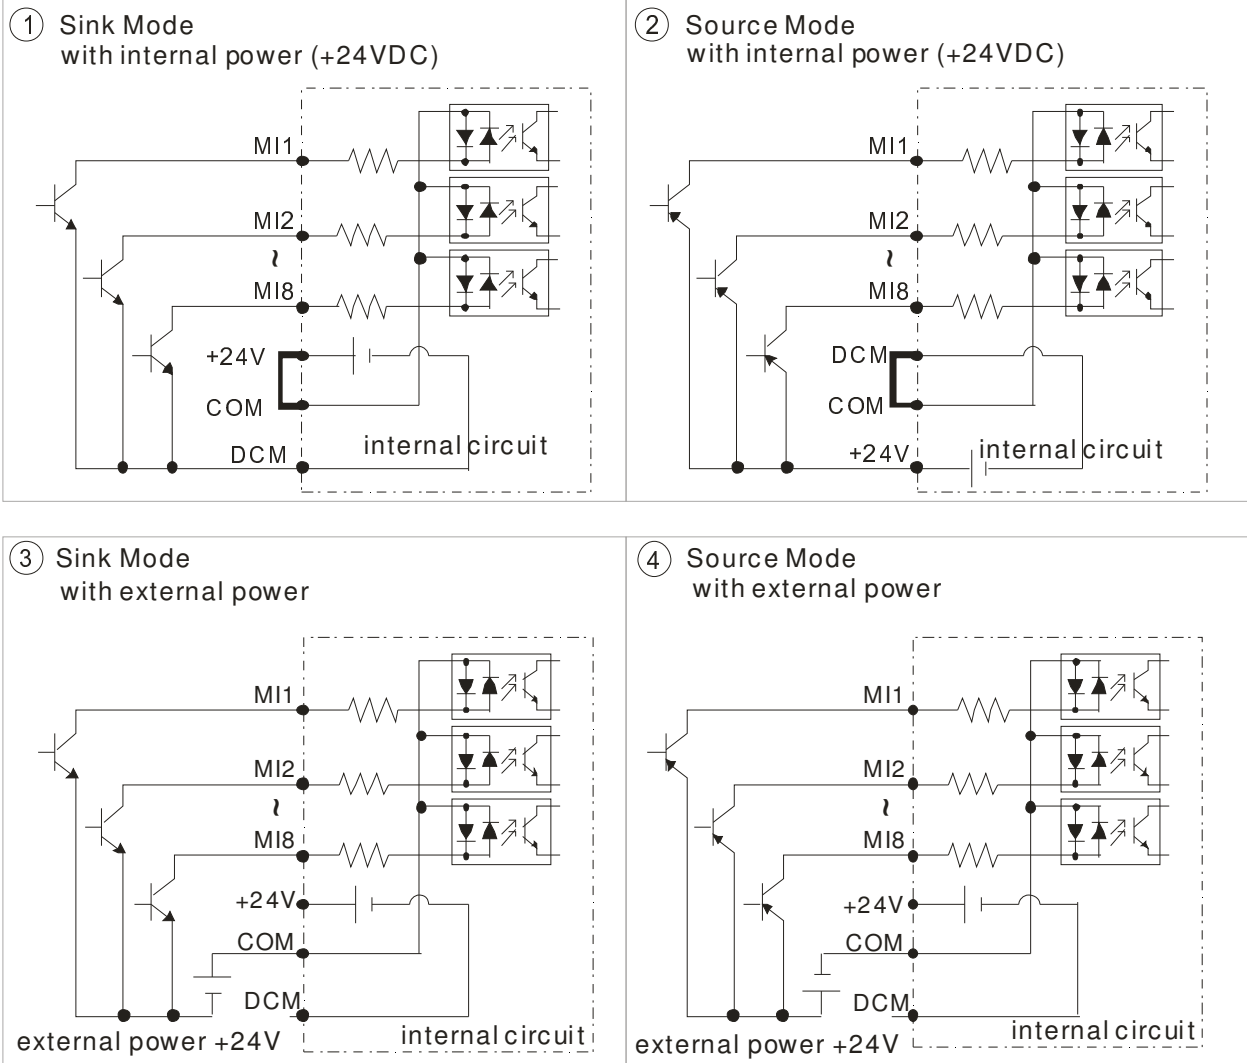 1 Sink Mode
with internal power (+24VDC)
MI1
MI2
~
MI8
+24V
COM
DCM
internal circuit
2 Source Mode
with internal power (+24VDC)
MI1
MI2
~
MI8
DCM
COM
+24V
internal circuit
3 Sink Mode
with external power
MI1
MI2
~
MI8
+24V
COM
DCM
internal circuit
external power +24V
4 Source Mode
with external power
MI1
MI2
~
MI8
+24V
COM
DCM
internal circuit
external power +24V